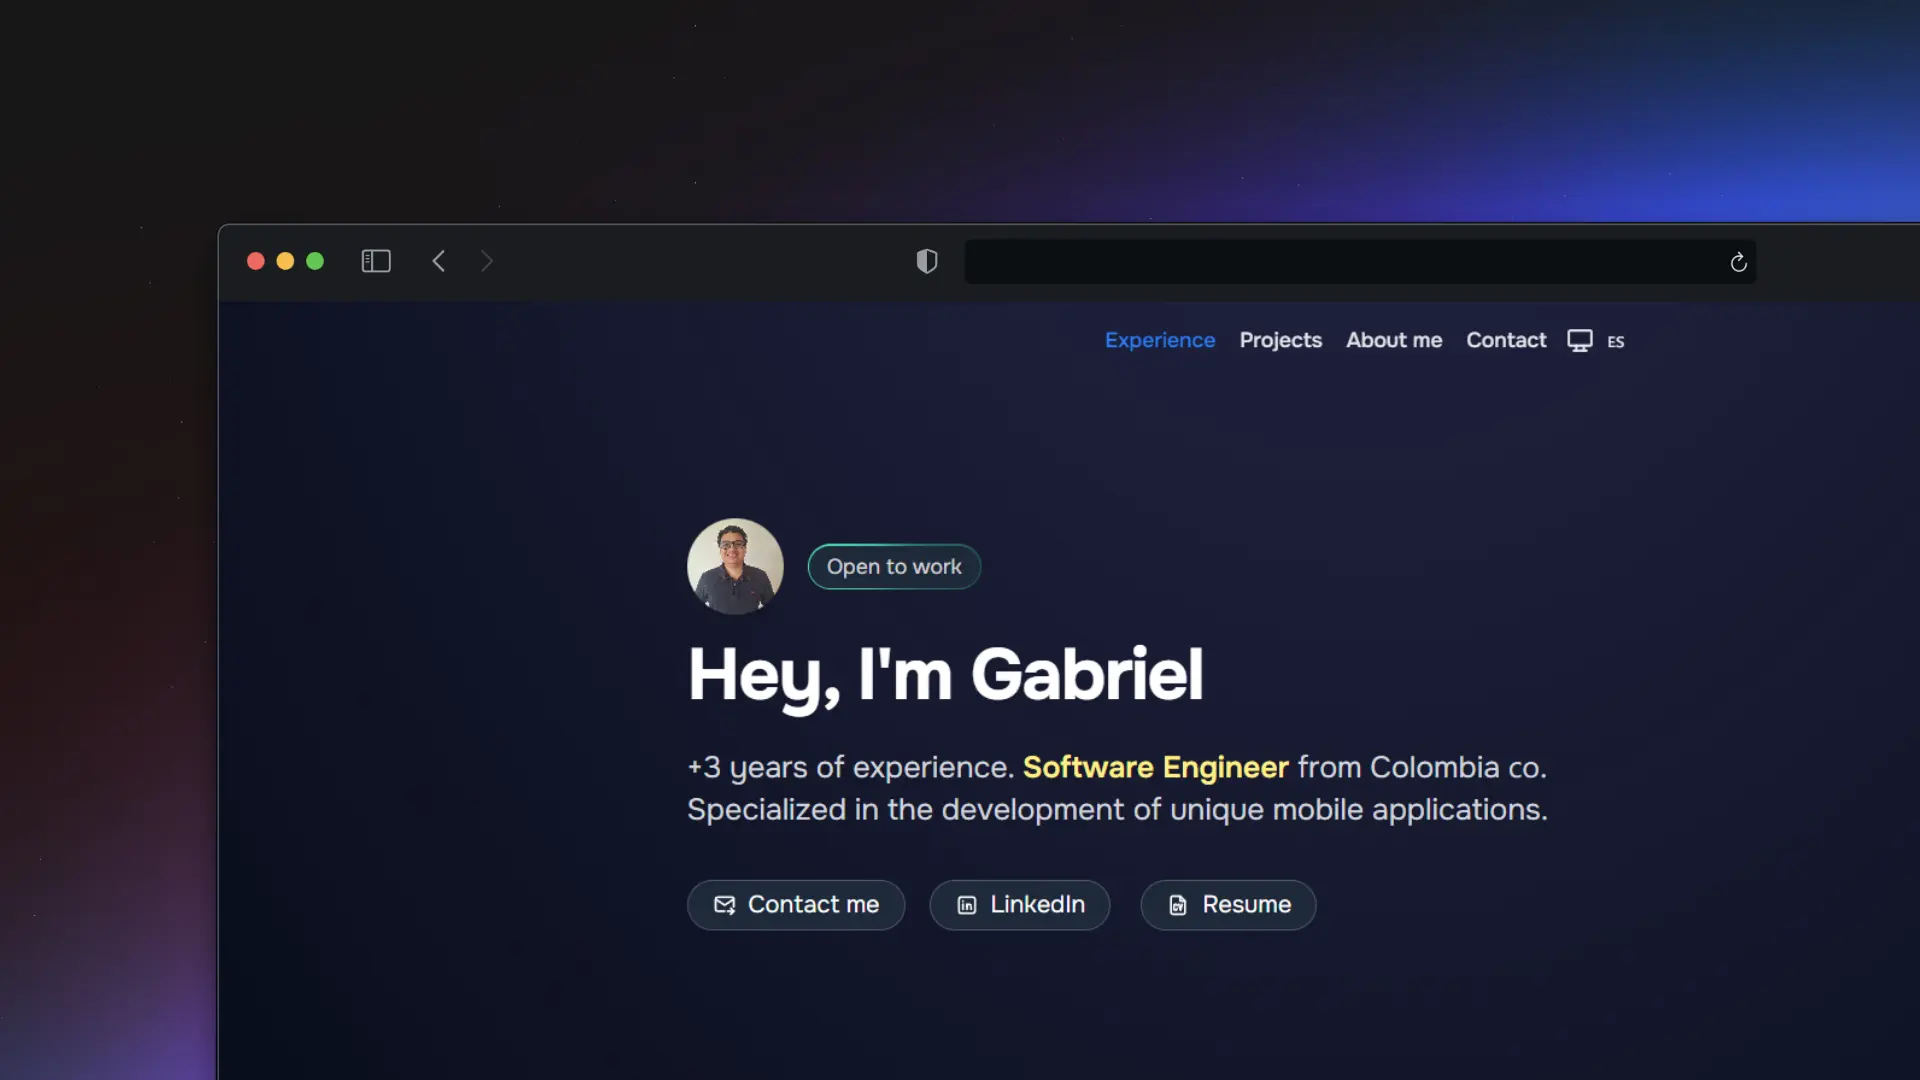 Experience Projects About me Contact ES
Open to work
Hey, I'm Gabriel
+3 years of experience. Software Engineer from Colombia co.
Specialized in the development of unique mobile applications.
Contact me LinkedIn Resume